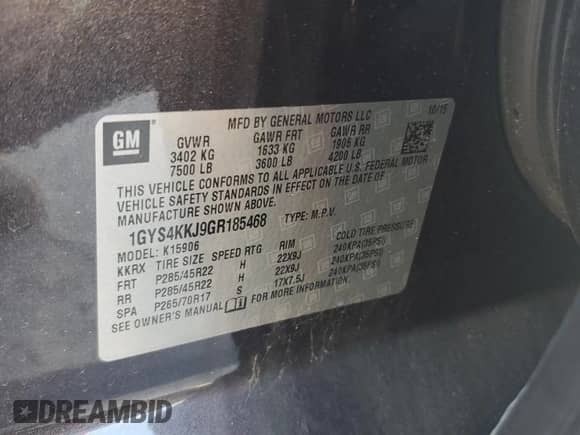 GM
MFD BY GENERAL MOTORS LLC 10/15
GVWR GAWR FRT GAWR RR
3402 KG 1633 KG 1905 KG
7500 LB 3600 LB 4200 LB
THIS VEHICLE CONFORMS TO ALL APPLICABLE U.S. FEDERAL MOTOR
VEHICLE SAFETY STANDARDS IN EFFECT ON THE DATE OF
MANUFACTURE SHOWN ABOVE.
1GYS4KKJ9GR185468 TYPE: M.P.V.
MODEL: K15906
KKRX TIRE SIZE SPEED RTG RIM COLD TIRE PRESSURE
FRT P285/45R22 H 22X9J 240KPA(35PSI)
RR P285/45R22 H 22X9J 240KPA(35PSI)
SPA P265/70R17 S 17X7.5J 240KPA(35PSI)
SEE OWNER'S MANUAL FOR MORE INFORMATION.
DREAMBID